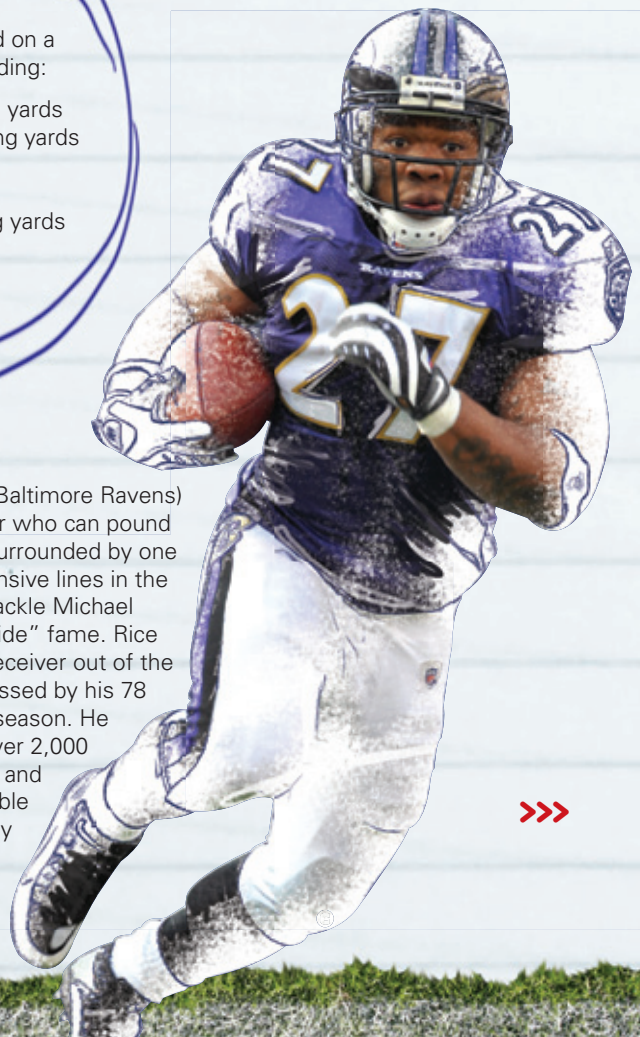 d on a
ding:
yards
ng yards
g yards
27
27
RAVENS
27
Baltimore Ravens)
r who can pound
urrounded by one
nsive lines in the
ackle Michael
ide” fame. Rice
eceiver out of the
ssed by his 78
season. He
ver 2,000
and
ble
y
>>>